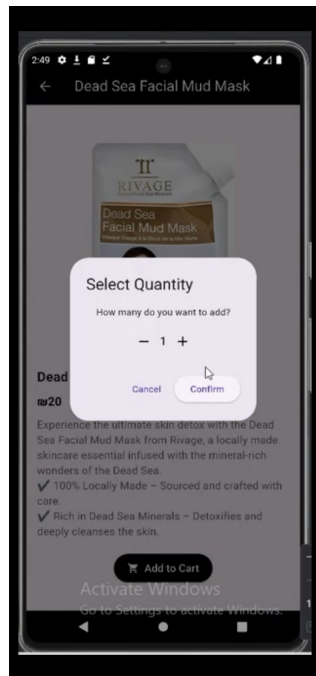 2:49
Dead Sea Facial Mud Mask
RIVAGE
Dead Sea
Facial Mud Mask
Select Quantity
How many do you want to add?
− 1 +
Cancel Confirm
Dead
₪20
Experience the ultimate skin detox with the Dead
Sea Facial Mud Mask from Rivage, a locally made
skincare essential infused with the mineral-rich
wonders of the Dead Sea.
✔ 100% Locally Made – Sourced and crafted with
care.
✔ Rich in Dead Sea Minerals – Detoxifies and
deeply cleanses the skin.
Add to Cart
Activate Windows
Go to Settings to activate Windows.